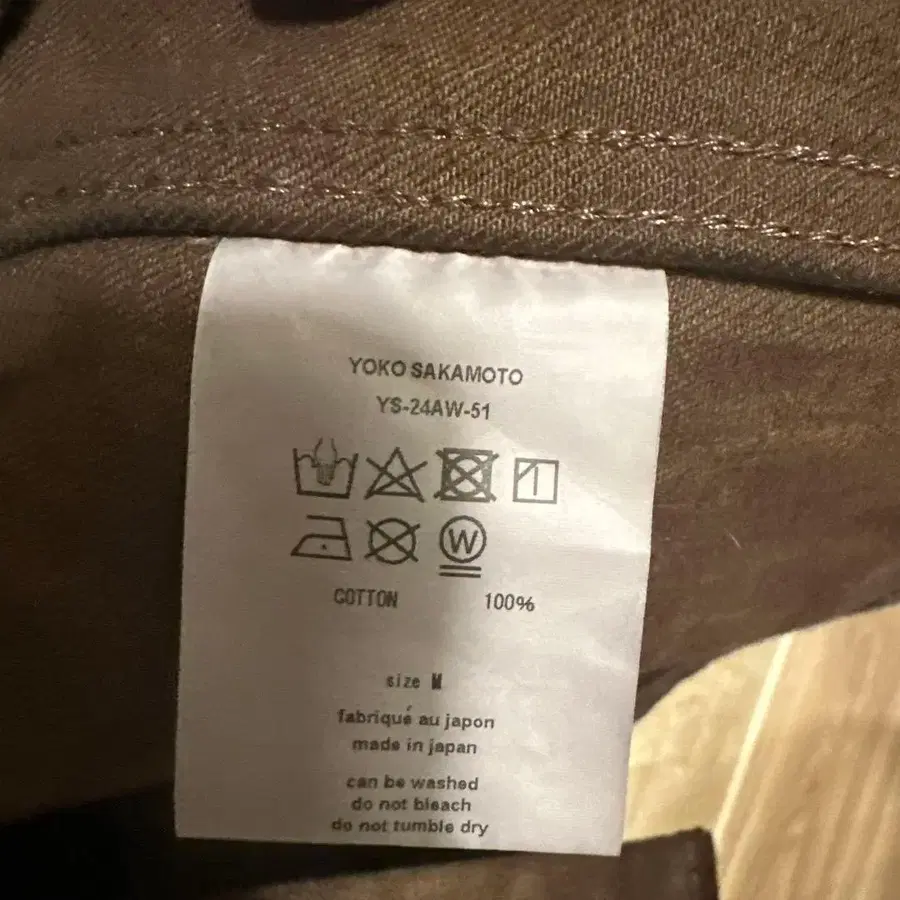 YOKO SAKAMOTO
YS-24AW-51
W
COTTON 100%
size M
fabriqué au japon
made in japan
can be washed
do not bleach
do not tumble dry